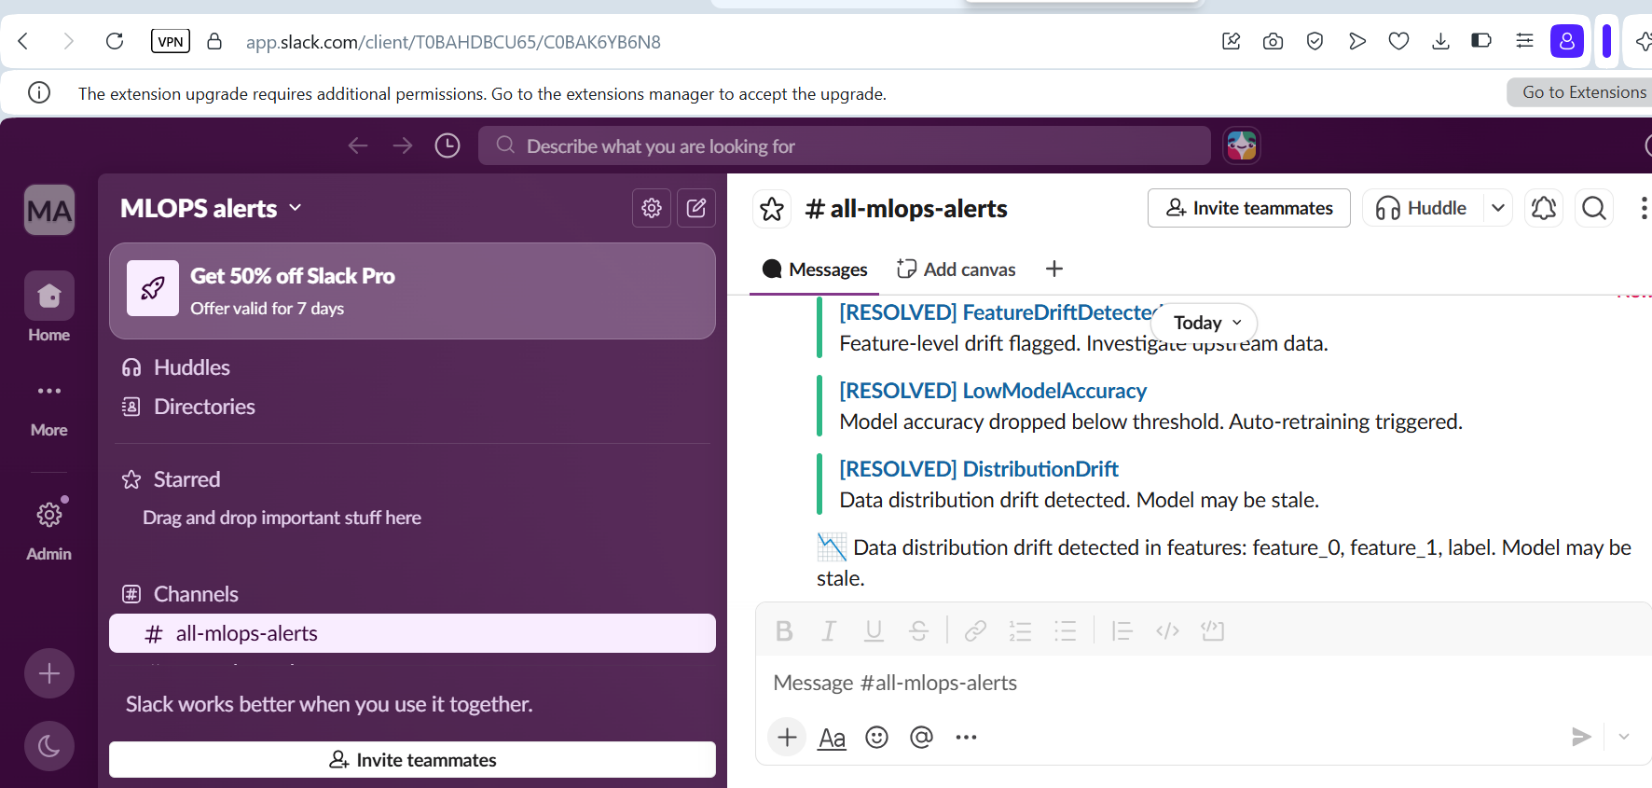 VPN
app.slack.com/client/T0BAHDBCU65/C0BAK6YB6N8
The extension upgrade requires additional permissions. Go to the extensions manager to accept the upgrade.
Go to Extensions
Describe what you are looking for
MA
Home
More
Admin
MLOPS alerts
Get 50% off Slack Pro
Offer valid for 7 days
Huddles
Directories
Starred
Drag and drop important stuff here
Channels
# all-mlops-alerts
Slack works better when you use it together.
Invite teammates
# all-mlops-alerts
Invite teammates
Huddle
Messages
Add canvas
Today
[RESOLVED] FeatureDriftDetected
Feature-level drift flagged. Investigate upstream data.
[RESOLVED] LowModelAccuracy
Model accuracy dropped below threshold. Auto-retraining triggered.
[RESOLVED] DistributionDrift
Data distribution drift detected. Model may be stale.
Data distribution drift detected in features: feature_0, feature_1, label. Model may be
stale.
B I U S
Message #all-mlops-alerts
Aa